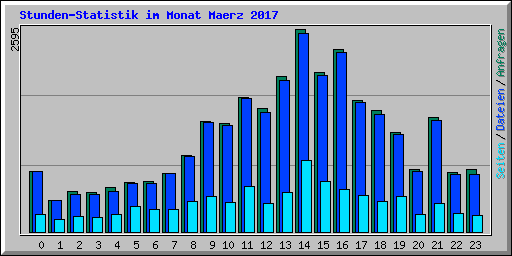 Stunden-Statistik im Monat Maerz 2017
2595
Seiten/Dateien/Anfragen
0 1 2 3 4 5 6 7 8 9 10 11 12 13 14 15 16 17 18 19 20 21 22 23